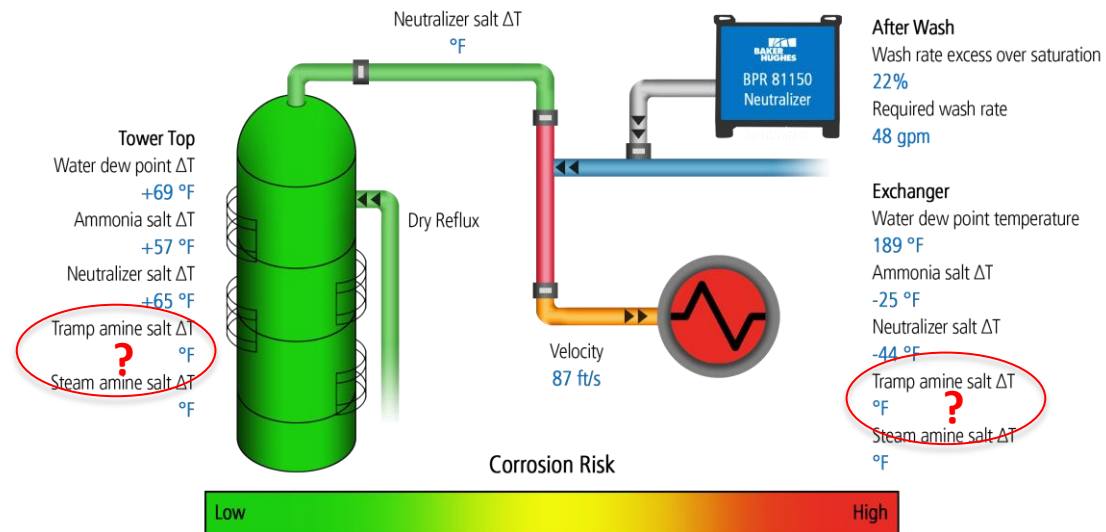 Neutralizer salt ΔT
°F
BAKER
HUGHES
BPR 81150
Neutralizer
After Wash
Wash rate excess over saturation
22%
Required wash rate
48 gpm
Tower Top
Water dew point ΔT
+69 °F
Ammonia salt ΔT
+57 °F
Neutralizer salt ΔT
+65 °F
Tramp amine salt ΔT
°F
?
Steam amine salt ΔT
°F
Dry Reflux
Velocity
87 ft/s
Exchanger
Water dew point temperature
189 °F
Ammonia salt ΔT
-25 °F
Neutralizer salt ΔT
-44 °F
Tramp amine salt ΔT
°F
?
Steam amine salt ΔT
°F
Corrosion Risk
Low
High